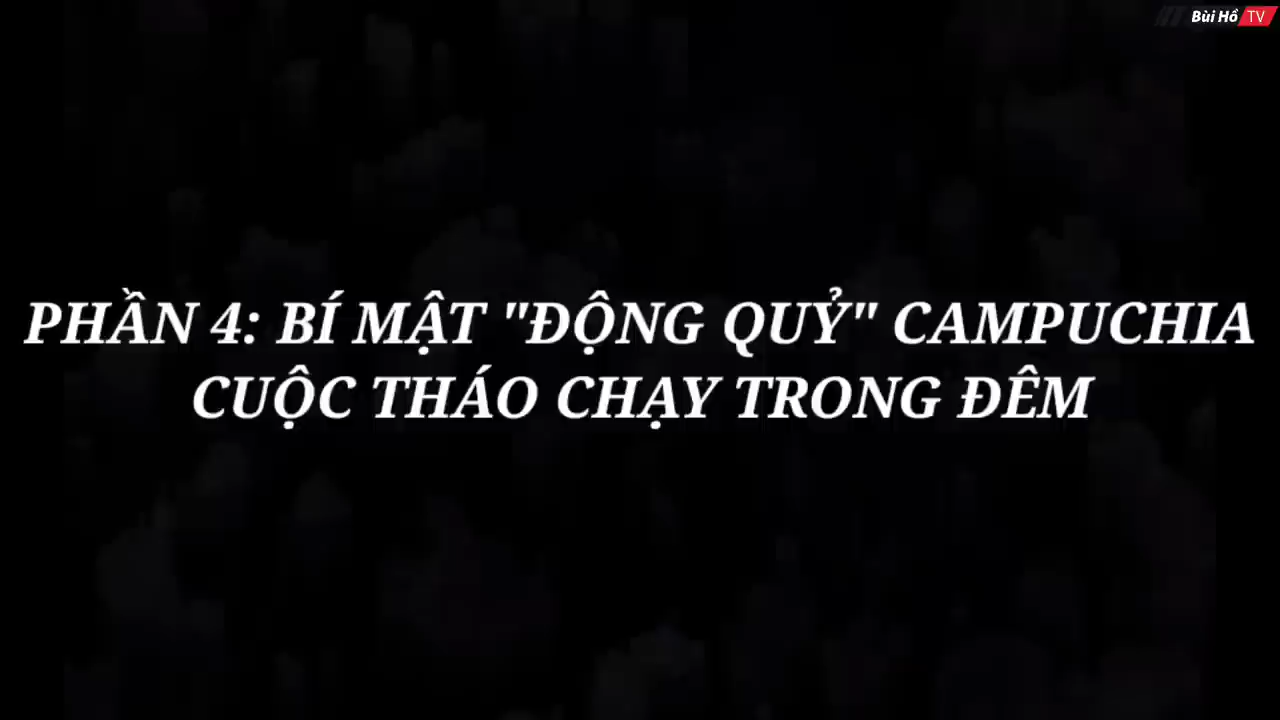 Bùi Hồ TV
PHẦN 4: BÍ MẬT "ĐỘNG QUỶ" CAMPUCHIA
CUỘC THÁO CHẠY TRONG ĐÊM